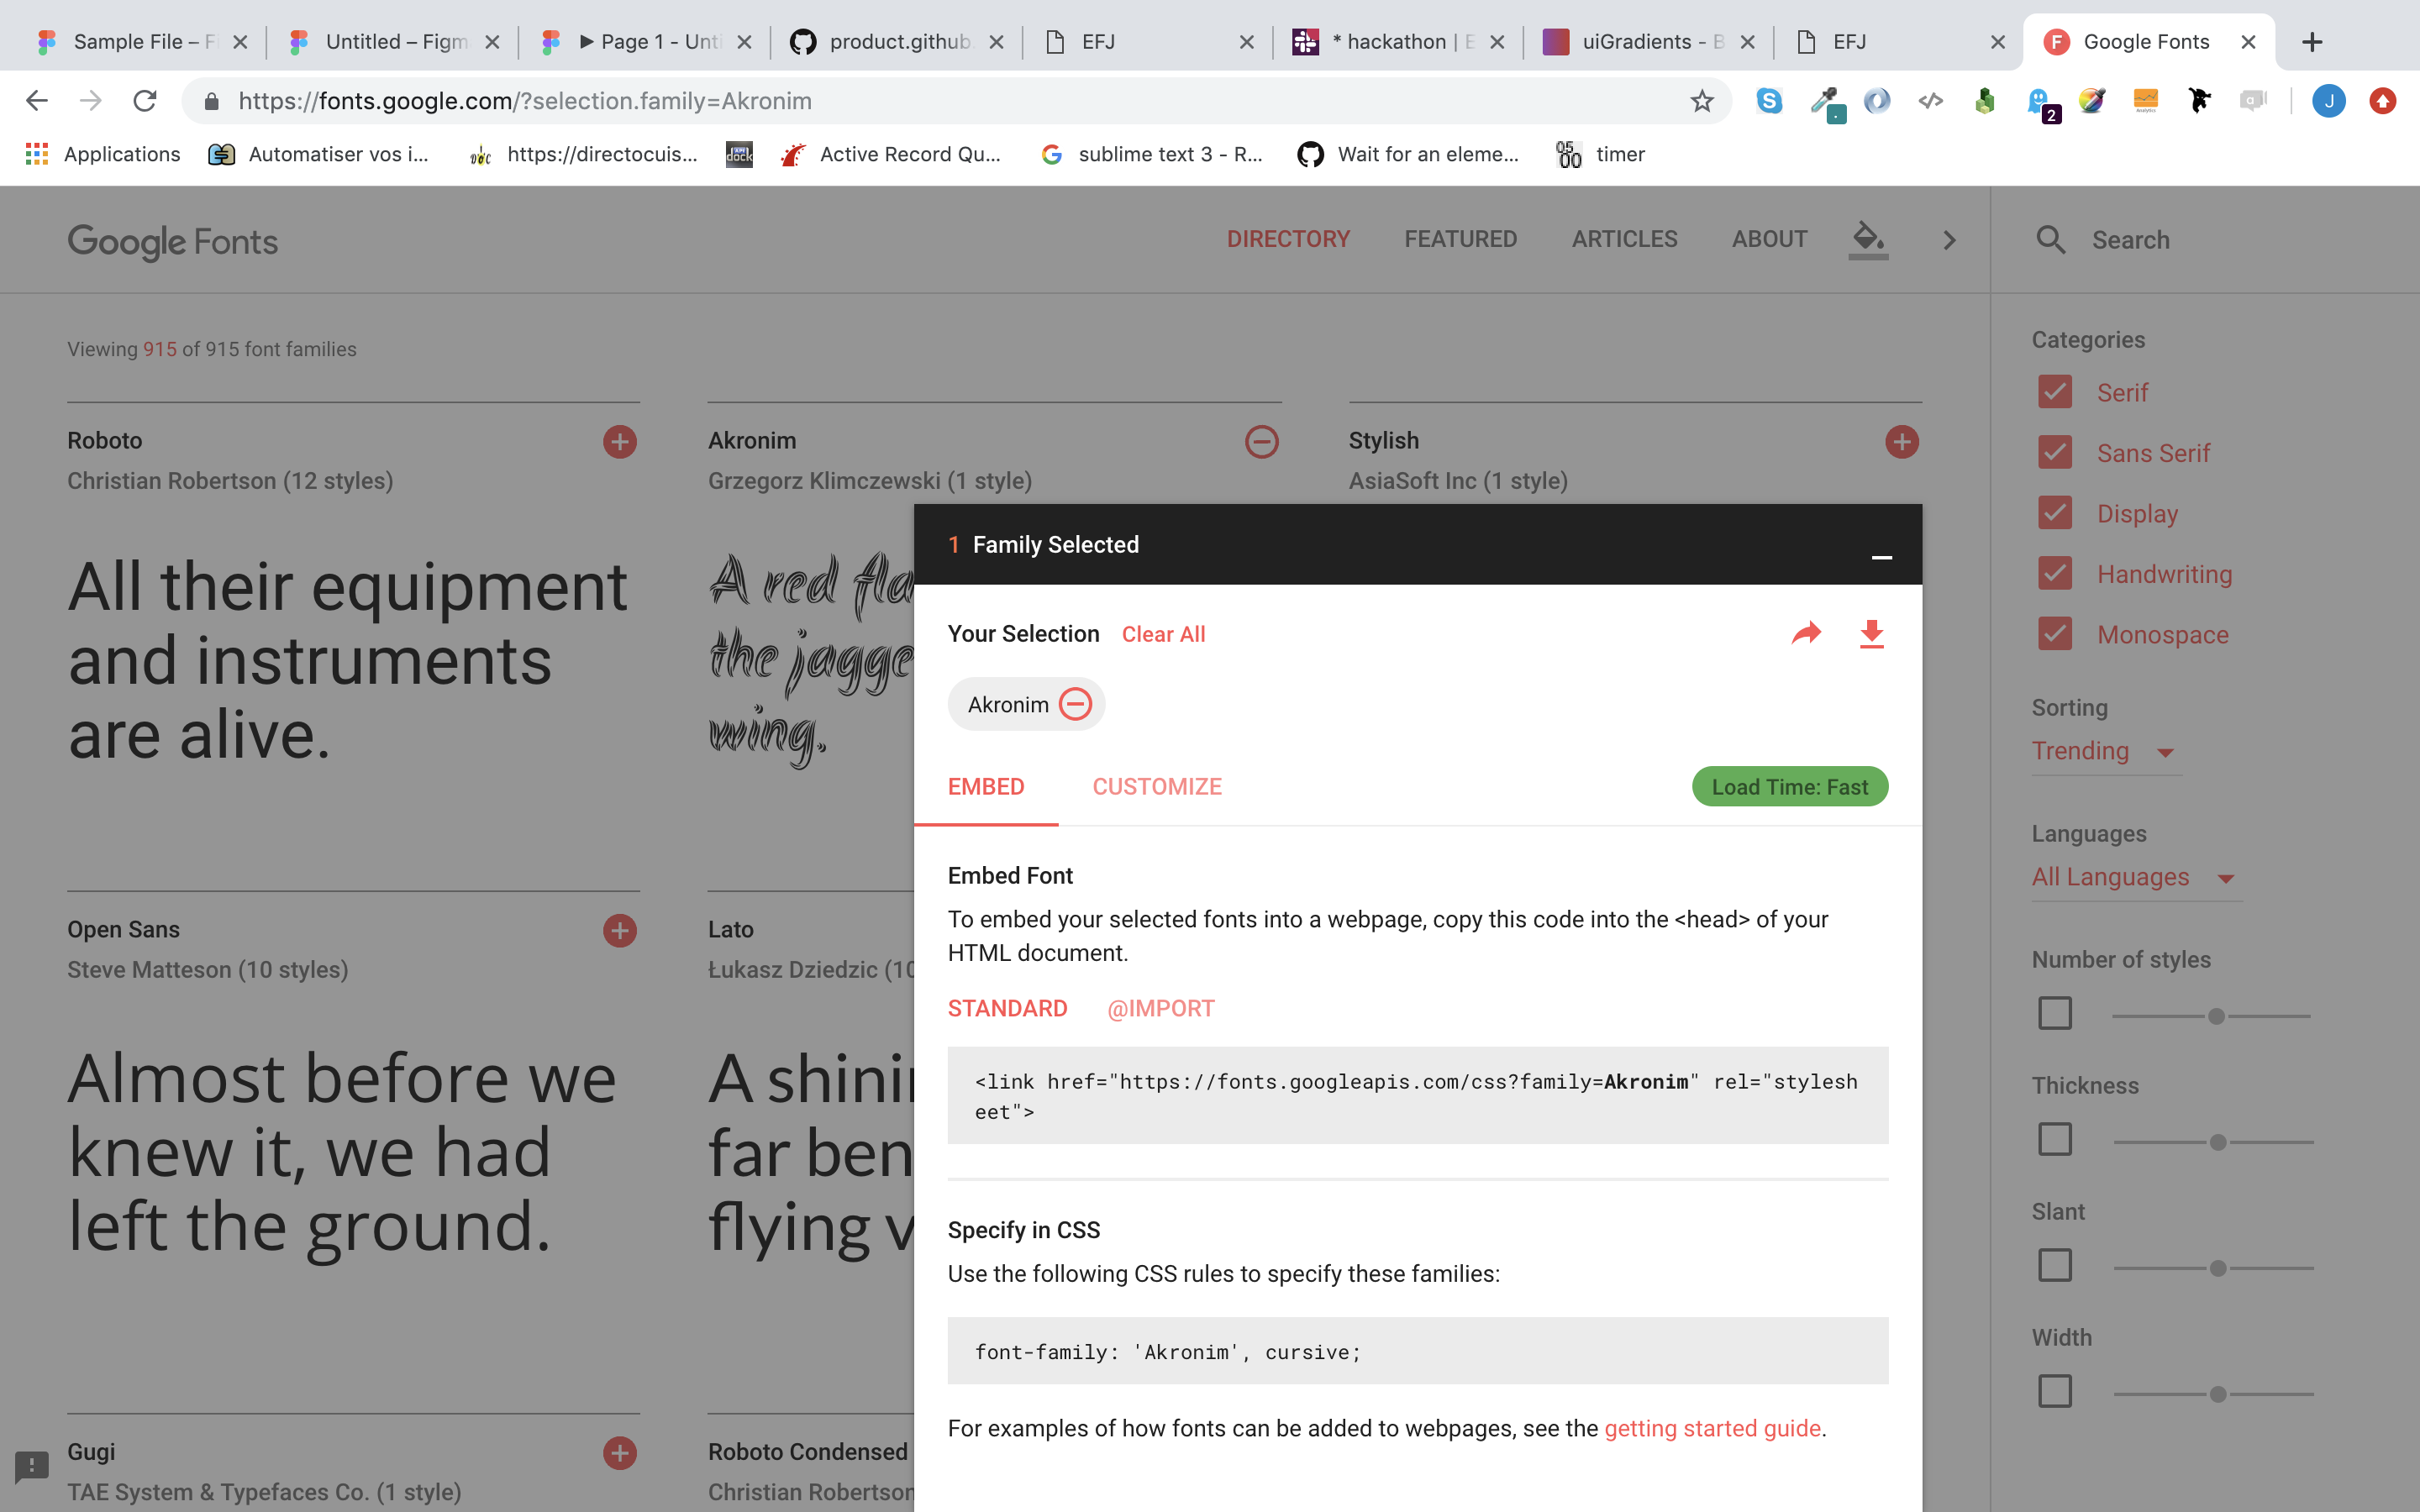 Sample File – Fi
Untitled – Figm
▶ Page 1 - Unti
product.github.
EFJ
* hackathon | E
uiGradients - B
EFJ
Google Fonts
https://fonts.google.com/?selection.family=Akronim
2
J
Applications
Automatiser vos i...
https://directocuis...
Active Record Qu...
sublime text 3 - R...
Wait for an eleme...
timer
Google Fonts
DIRECTORY
FEATURED
ARTICLES
ABOUT
Search
Viewing 915 of 915 font families
Roboto
Christian Robertson (12 styles)
All their equipment
and instruments
are alive.
Akronim
Grzegorz Klimczewski (1 style)
A red fla
the jagge
wing.
Stylish
AsiaSoft Inc (1 style)
Open Sans
Steve Matteson (10 styles)
Almost before we
knew it, we had
left the ground.
Lato
Łukasz Dziedzic (10
A shinin
far ben
flying v
Gugi
TAE System & Typefaces Co. (1 style)
Roboto Condensed
Christian Robertson
1 Family Selected
Your Selection
Clear All
Akronim
EMBED
CUSTOMIZE
Load Time: Fast
Embed Font
To embed your selected fonts into a webpage, copy this code into the <head> of your
HTML document.
STANDARD
@IMPORT
<link href="https://fonts.googleapis.com/css?family=Akronim" rel="stylesh
eet">
Specify in CSS
Use the following CSS rules to specify these families:
font-family: 'Akronim', cursive;
For examples of how fonts can be added to webpages, see the getting started guide.
Categories
Serif
Sans Serif
Display
Handwriting
Monospace
Sorting
Trending
Languages
All Languages
Number of styles
Thickness
Slant
Width